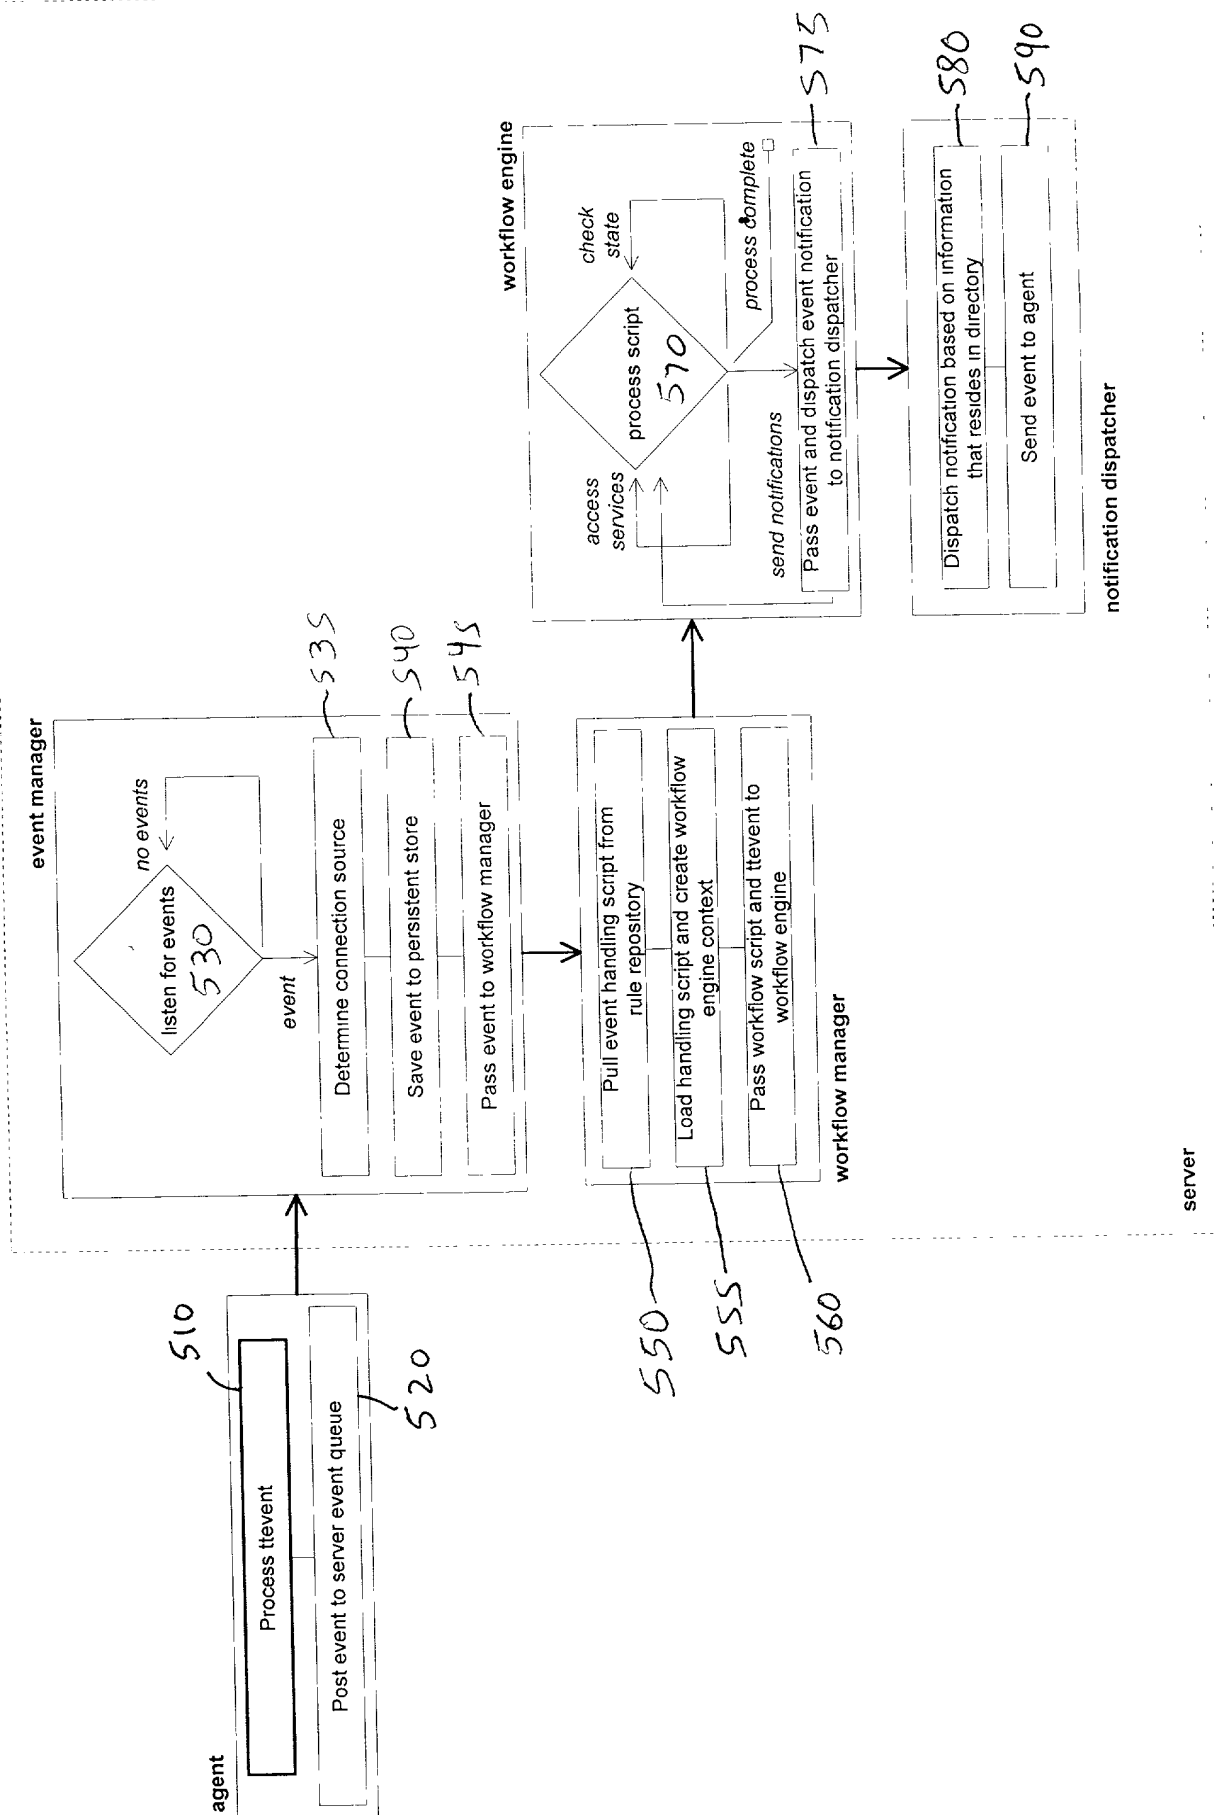 agent
Process ttevent
510
Post event to server event queue
520
event manager
listen for events
530
no events
event
Determine connection source
535
Save event to persistent store
540
Pass event to workflow manager
545
Pull event handling script from
rule repository
550
Load handling script and create workflow
engine context
555
Pass workflow script and ttevent to
workflow engine
560
workflow manager
workflow engine
process script
570
check
state
access
services
send notifications
process complete
Pass event and dispatch event notification
to notification dispatcher
575
Dispatch notification based on information
that resides in directory
580
Send event to agent
590
notification dispatcher
server